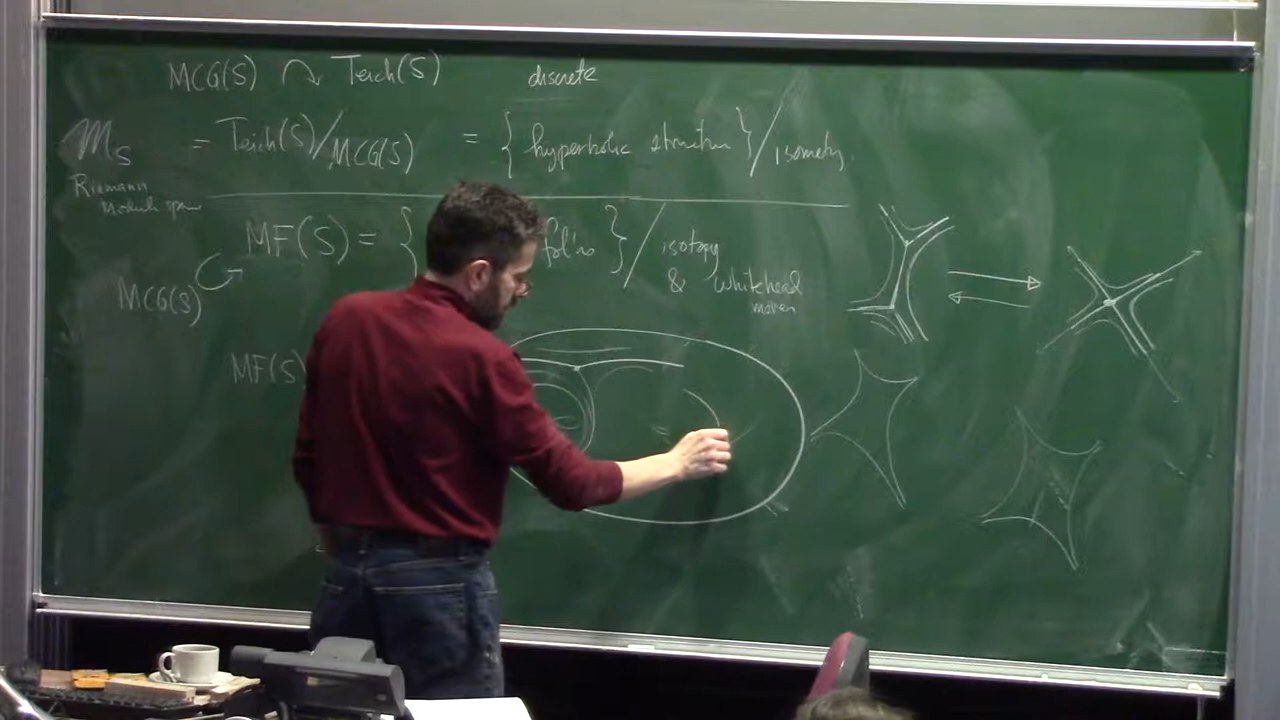 MCG(S) ↷ Teich(S) discrete
M_S = Teich(S)/MCG(S) = { hyperbolic structure } / isometry.
Riemann
Moduli space
MF(S) = { fol'ns } / isotopy
& Whitehead
moves
MCG(S)
MF(S)